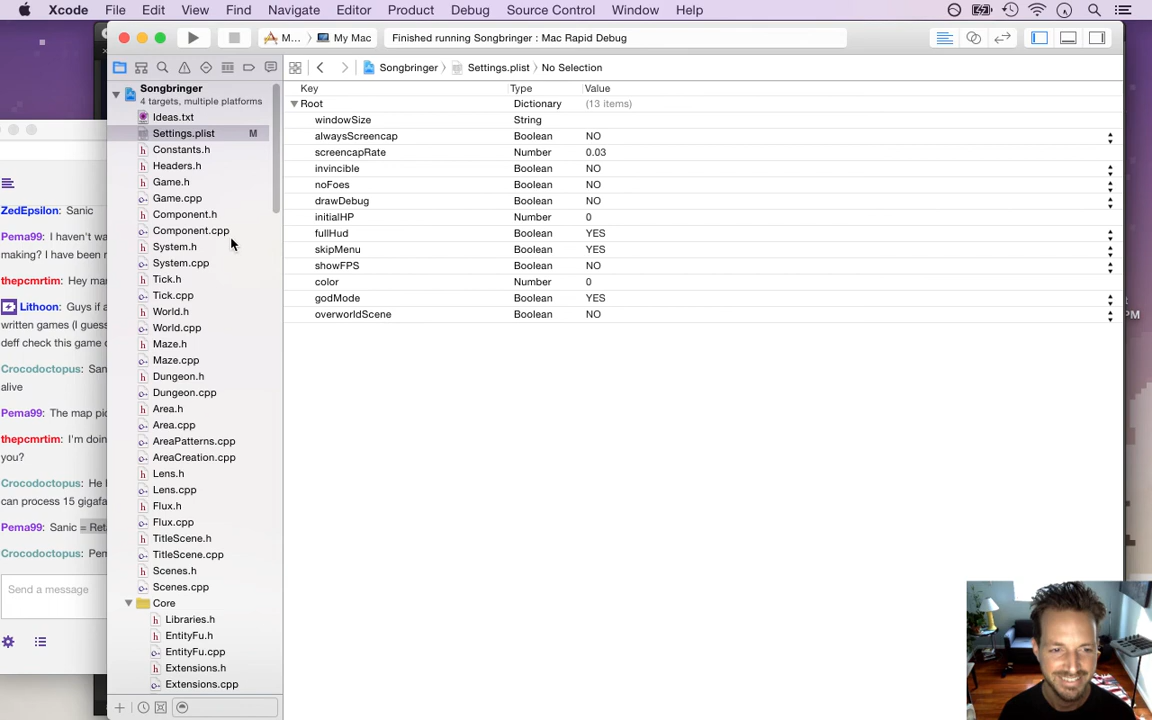 Xcode File Edit View Find Navigate Editor Product Debug Source Control Window Help
M... My Mac Finished running Songbringer : Mac Rapid Debug
Songbringer Settings.plist No Selection
Songbringer
4 targets, multiple platforms
Ideas.txt
Settings.plist M
Constants.h
Headers.h
Game.h
Game.cpp
Component.h
Component.cpp
System.h
System.cpp
Tick.h
Tick.cpp
World.h
World.cpp
Maze.h
Maze.cpp
Dungeon.h
Dungeon.cpp
Area.h
Area.cpp
AreaPatterns.cpp
AreaCreation.cpp
Lens.h
Lens.cpp
Flux.h
Flux.cpp
TitleScene.h
TitleScene.cpp
Scenes.h
Scenes.cpp
Core
Libraries.h
EntityFu.h
EntityFu.cpp
Extensions.h
Extensions.cpp
Key Type Value
Root Dictionary (13 items)
windowSize String
alwaysScreencap Boolean NO
screencapRate Number 0.03
invincible Boolean NO
noFoes Boolean NO
drawDebug Boolean NO
initialHP Number 0
fullHud Boolean YES
skipMenu Boolean YES
showFPS Boolean NO
color Number 0
godMode Boolean YES
overworldScene Boolean NO
ZedEpsilon: Sanic
Pema99: I haven't
making? I have been
thepcmrtim: Hey
Lithoon: Guys if a
written games (I
deff check this game
Crocodoctopus:
alive
Pema99: The map
thepcmrtim: I'm
you?
Crocodoctopus: He
can process 15
Pema99: Sanic =
Crocodoctopus:
Send a message
PM